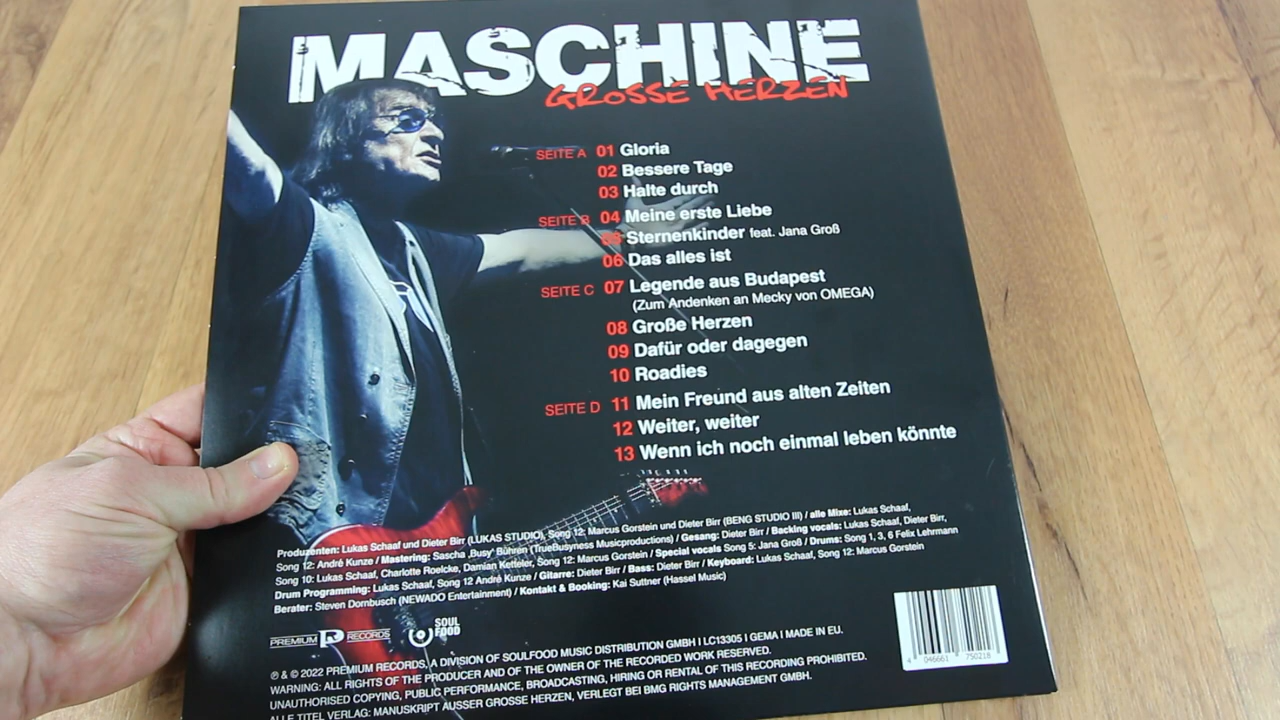 MASCHINE
GROSSE HERZEN
SEITE A 01 Gloria
02 Bessere Tage
03 Halte durch
SEITE B 04 Meine erste Liebe
05 Sternenkinder feat. Jana Groß
06 Das alles ist
SEITE C 07 Legende aus Budapest
(Zum Andenken an Mecky von OMEGA)
08 Große Herzen
09 Dafür oder dagegen
10 Roadies
SEITE D 11 Mein Freund aus alten Zeiten
12 Weiter, weiter
13 Wenn ich noch einmal leben könnte
Produzenten: Lukas Schaaf und Dieter Birr (LUKAS STUDIO), Song 12: Marcus Gorstein und Dieter Birr (BENG STUDIO III) / alle Mixe: Lukas Schaaf,
Song 12: André Kunze / Mastering: Sascha ‚Busy' Bühren (TrueBusyness Musicproductions) / Gesang: Dieter Birr / Backing vocals: Lukas Schaaf, Dieter Birr,
Song 10: Lukas Schaaf, Charlotte Roelcke, Damian Ketteler, Song 12: Marcus Gorstein / Special vocals Song 5: Jana Groß / Drums: Song 1, 3, 6 Felix Lehrmann
Drum Programming: Lukas Schaaf, Song 12 André Kunze / Gitarre: Dieter Birr / Bass: Dieter Birr / Keyboard: Lukas Schaaf, Song 12: Marcus Gorstein
Berater: Steven Dornbusch (NEWADO Entertainment) / Kontakt & Booking: Kai Suttner (Hassel Music)
PREMIUM RECORDS SOUL FOOD
℗ & © 2022 PREMIUM RECORDS, A DIVISION OF SOULFOOD MUSIC DISTRIBUTION GMBH I LC13305 I GEMA I MADE IN EU.
WARNING: ALL RIGHTS OF THE PRODUCER AND OF THE OWNER OF THE RECORDED WORK RESERVED.
UNAUTHORISED COPYING, PUBLIC PERFORMANCE, BROADCASTING, HIRING OR RENTAL OF THIS RECORDING PROHIBITED.
ALLE TITEL VERLAG: MANUSKRIPT AUSSER GROSSE HERZEN, VERLEGT BEI BMG RIGHTS MANAGEMENT GMBH.
4 046661 750218